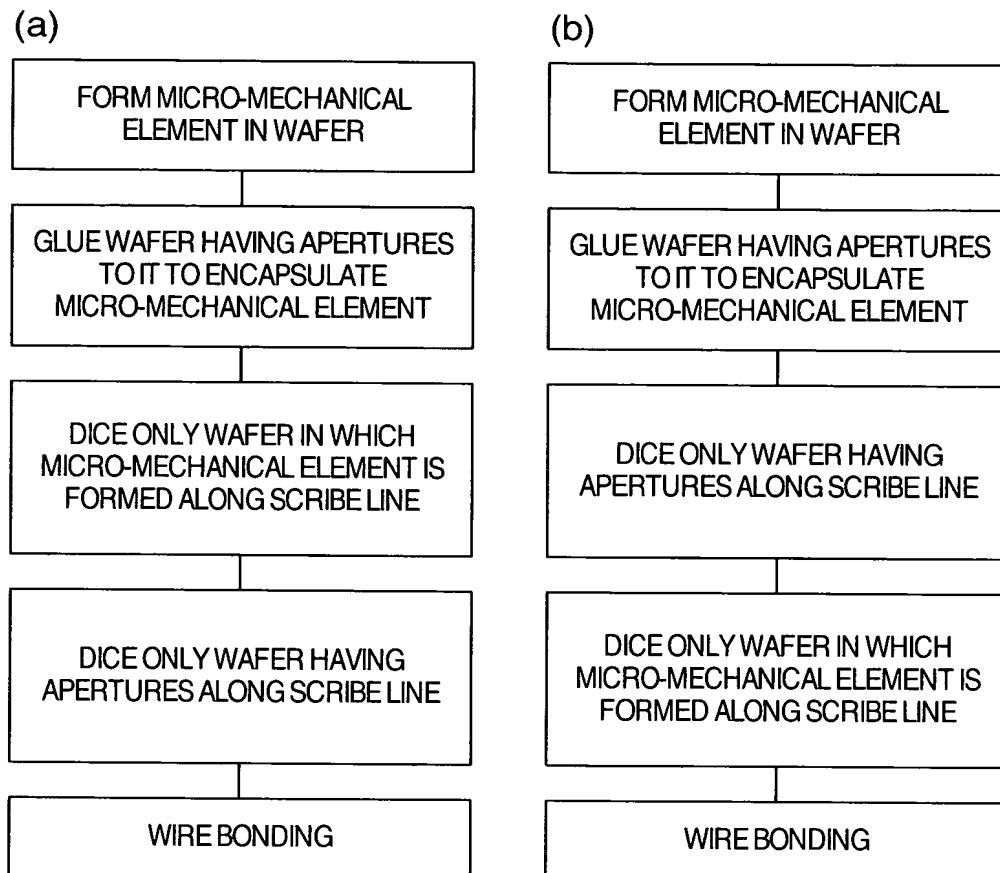 (a)
FORM MICRO-MECHANICAL
ELEMENT IN WAFER
GLUE WAFER HAVING APERTURES
TO IT TO ENCAPSULATE
MICRO-MECHANICAL ELEMENT
DICE ONLY WAFER IN WHICH
MICRO-MECHANICAL ELEMENT IS
FORMED ALONG SCRIBE LINE
DICE ONLY WAFER HAVING
APERTURES ALONG SCRIBE LINE
WIRE BONDING
(b)
FORM MICRO-MECHANICAL
ELEMENT IN WAFER
GLUE WAFER HAVING APERTURES
TO IT TO ENCAPSULATE
MICRO-MECHANICAL ELEMENT
DICE ONLY WAFER HAVING
APERTURES ALONG SCRIBE LINE
DICE ONLY WAFER IN WHICH
MICRO-MECHANICAL ELEMENT IS
FORMED ALONG SCRIBE LINE
WIRE BONDING